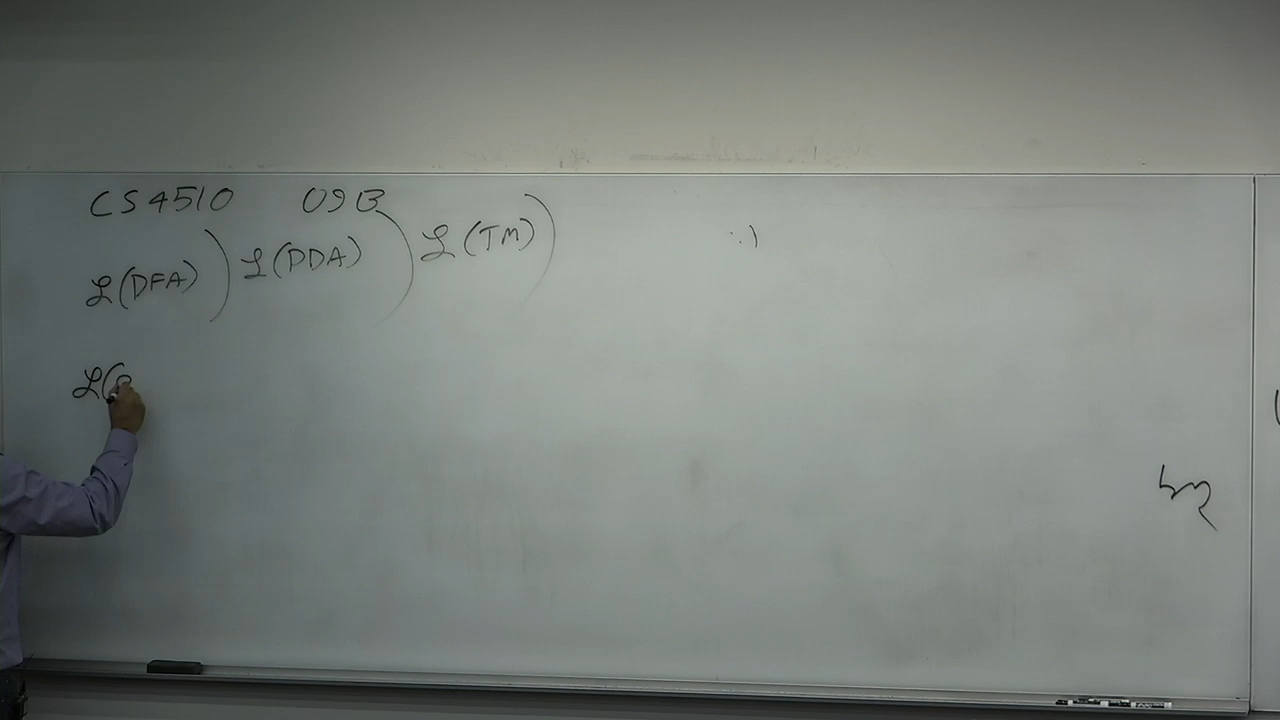 CS4510 09B
ℒ(DFA) ) ℒ(PDA) ) ℒ(TM) )
:)
ℒ(